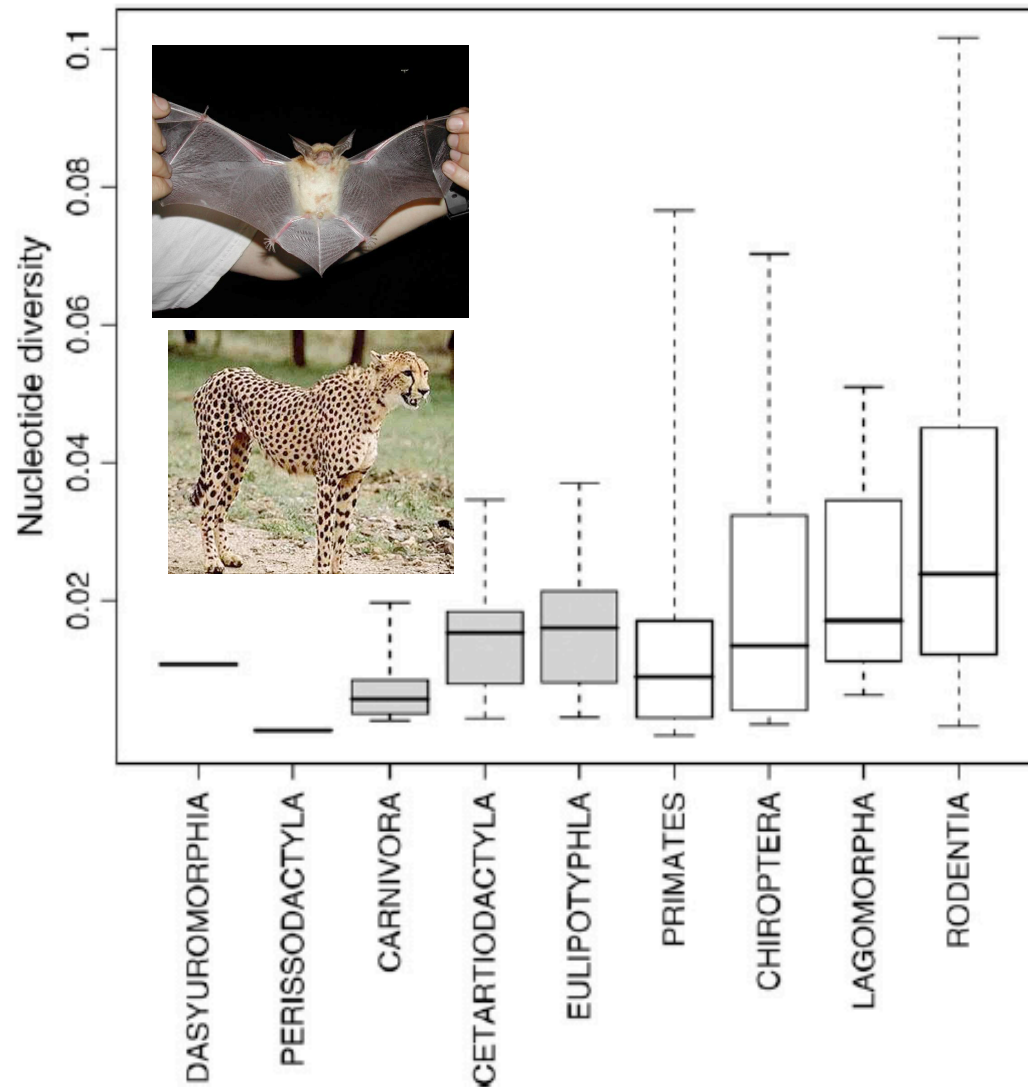 Nucleotide diversity
0.1
0.08
0.06
0.04
0.02
DASYUROMORPHIA
PERISSODACTYLA
CARNIVORA
CETARTIODACTYLA
EULIPOTYPHLA
PRIMATES
CHIROPTERA
LAGOMORPHA
RODENTIA